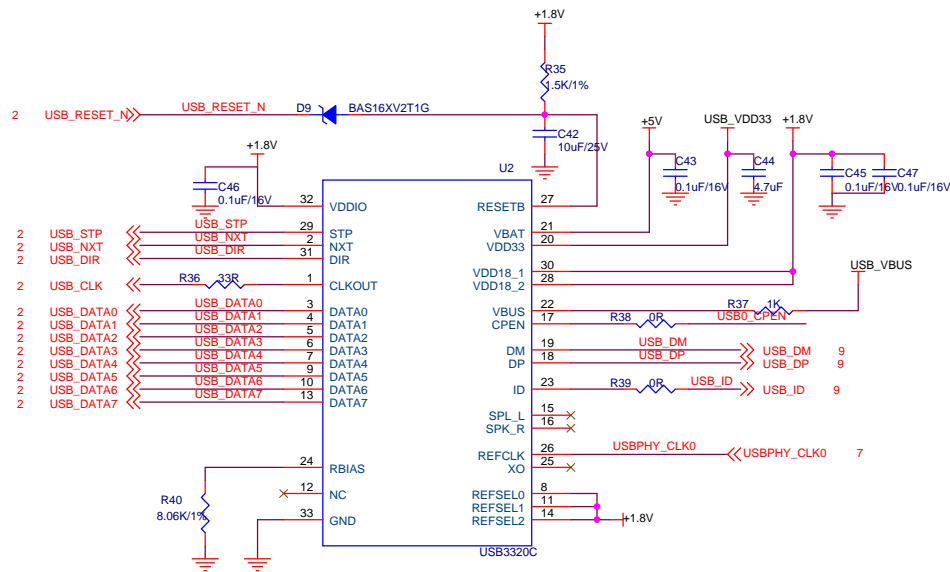 +1.8V
R35
1.5K/1%
2 USB_RESET_N USB_RESET_N D9 BAS16XV2T1G
C42
10uF/25V
+1.8V
+5V USB_VDD33 +1.8V
C46
0.1uF/16V
C43
0.1uF/16V
C44
4.7uF
C45
0.1uF/16V
C47
0.1uF/16V
U2
32 VDDIO RESETB 27
2 USB_STP USB_STP 29 STP VBAT 21
2 USB_NXT USB_NXT 2 NXT VDD33 20
2 USB_DIR USB_DIR 31 DIR
VDD18_1 30
2 USB_CLK R36 33R 1 CLKOUT VDD18_2 28
USB_VBUS
2 USB_DATA0 USB_DATA0 3 DATA0 VBUS 22 R37 1K
2 USB_DATA1 USB_DATA1 4 DATA1 CPEN 17 R38 0R USB0_CPEN
2 USB_DATA2 USB_DATA2 5 DATA2
2 USB_DATA3 USB_DATA3 6 DATA3 DM 19 USB_DM USB_DM 9
2 USB_DATA4 USB_DATA4 7 DATA4 DP 18 USB_DP USB_DP 9
2 USB_DATA5 USB_DATA5 9 DATA5
2 USB_DATA6 USB_DATA6 10 DATA6 ID 23 R39 0R USB_ID USB_ID 9
2 USB_DATA7 USB_DATA7 13 DATA7
SPL_L 15
SPK_R 16
REFCLK 26 USBPHY_CLK0 USBPHY_CLK0 7
24 RBIAS XO 25
12 NC REFSEL0 8
R40
8.06K/1%
REFSEL1 11
33 GND REFSEL2 14 +1.8V
USB3320C